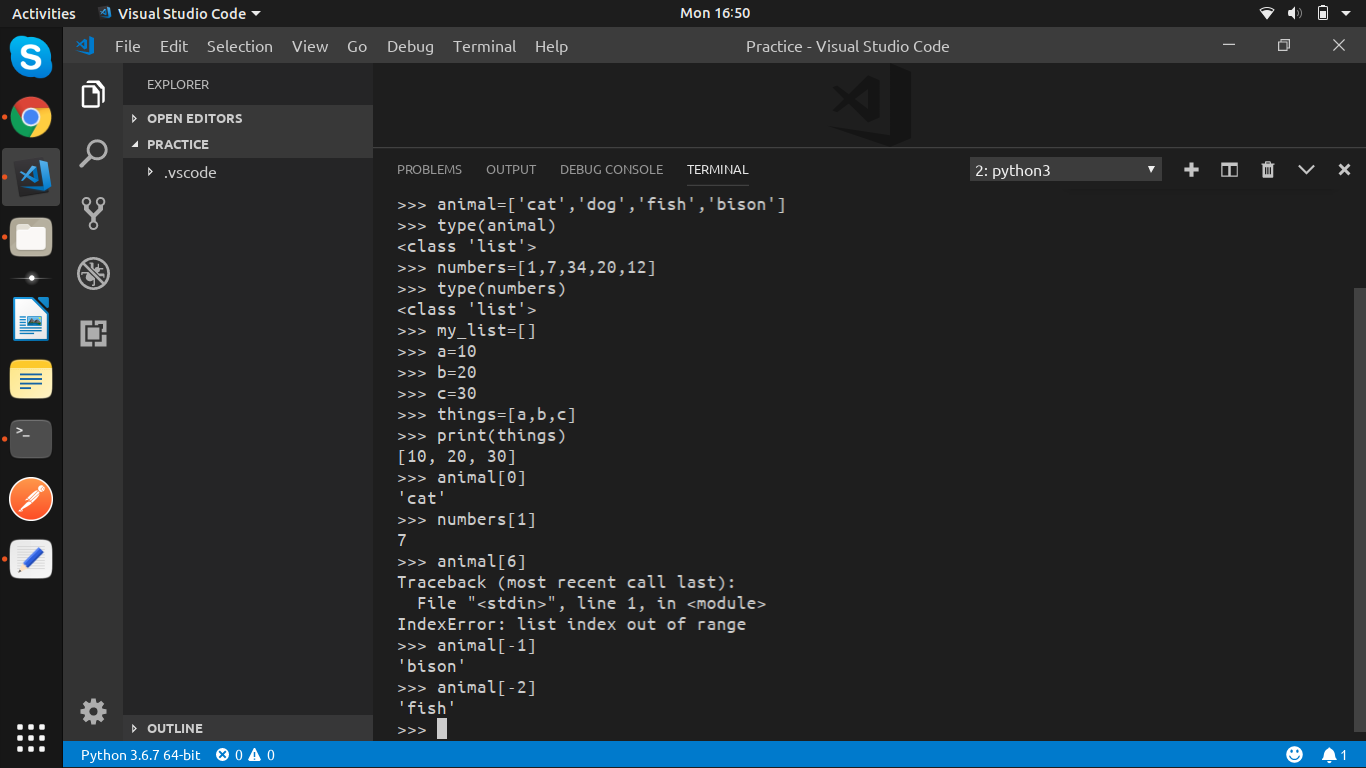 Activities Visual Studio Code Mon 16:50
File Edit Selection View Go Debug Terminal Help Practice - Visual Studio Code
EXPLORER
OPEN EDITORS
PRACTICE
.vscode
OUTLINE
PROBLEMS OUTPUT DEBUG CONSOLE TERMINAL 2: python3
>>> animal=['cat','dog','fish','bison']
>>> type(animal)
<class 'list'>
>>> numbers=[1,7,34,20,12]
>>> type(numbers)
<class 'list'>
>>> my_list=[]
>>> a=10
>>> b=20
>>> c=30
>>> things=[a,b,c]
>>> print(things)
[10, 20, 30]
>>> animal[0]
'cat'
>>> numbers[1]
7
>>> animal[6]
Traceback (most recent call last):
  File "<stdin>", line 1, in <module>
IndexError: list index out of range
>>> animal[-1]
'bison'
>>> animal[-2]
'fish'
>>>
Python 3.6.7 64-bit 0 0 1